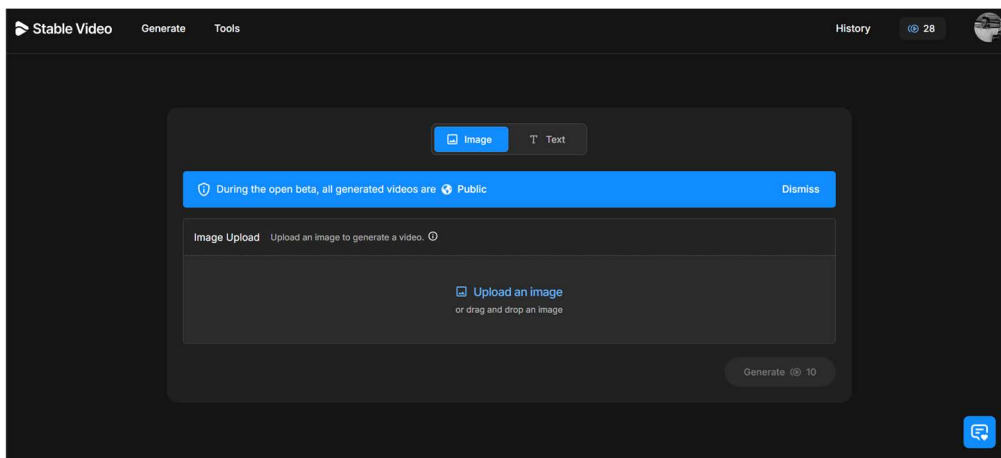 Stable Video Generate Tools History 28
Image Text
During the open beta, all generated videos are Public Dismiss
Image Upload Upload an image to generate a video.
Upload an image
or drag and drop an image
Generate 10